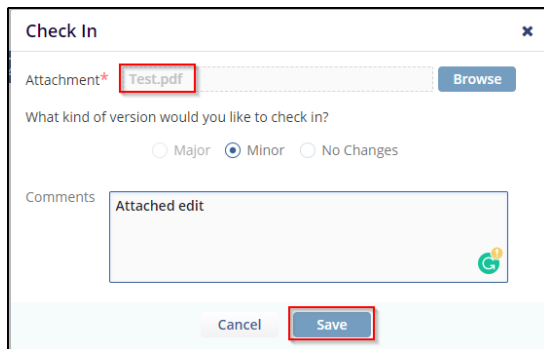 Check In
Attachment* Test.pdf Browse
What kind of version would you like to check in?
Major Minor No Changes
Comments Attached edit
Cancel Save